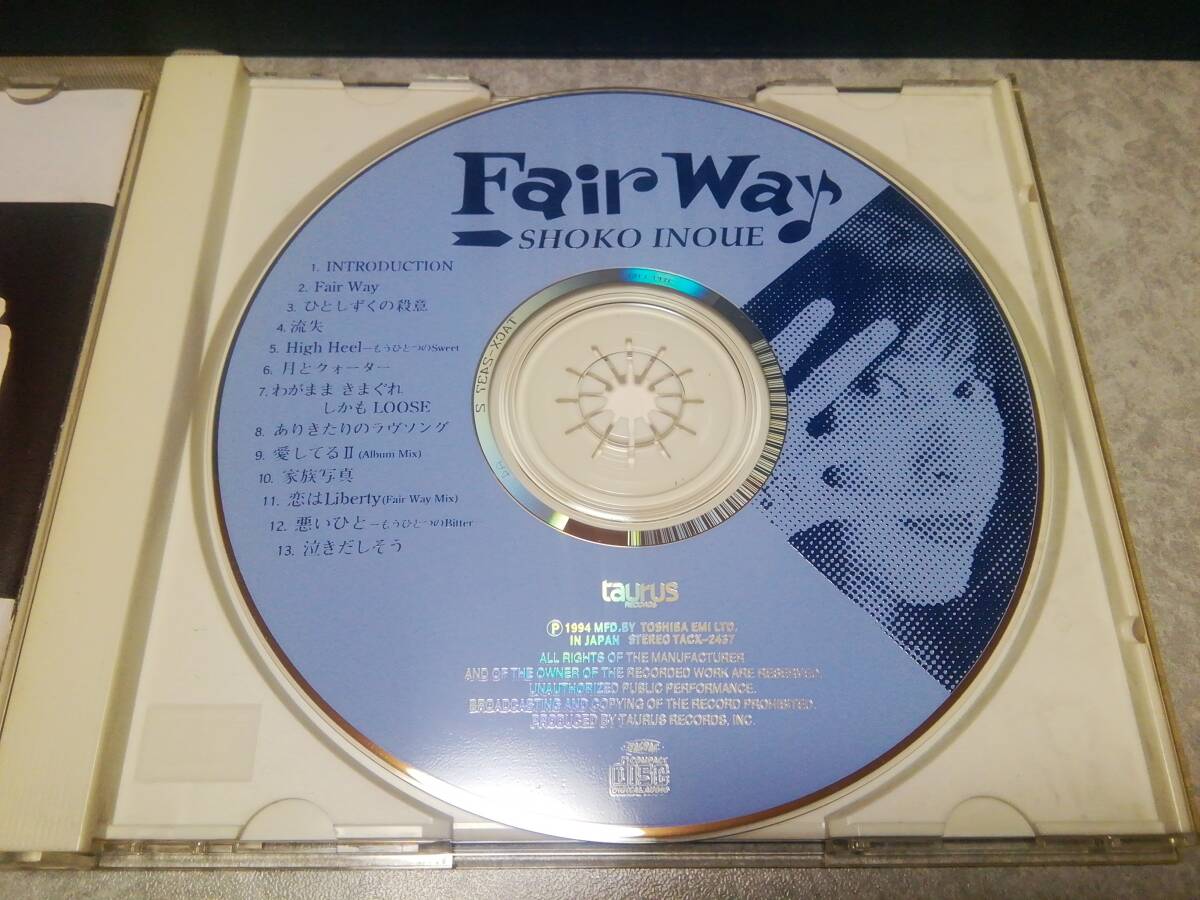 Fair Way
SHOKO INOUE
1. INTRODUCTION
2. Fair Way
3. ひとしずくの殺意
4. 流失
5. High Heel—もうひとつのSweet
6. 月とクォーター
7. わがまま きまぐれ
しかも LOOSE
8. ありきたりのラヴソング
9. 愛してるII (Album Mix)
10. 家族写真
11. 恋はLiberty (Fair Way Mix)
12. 悪いひと—もうひとつのBitter
13. 泣きだしそう
TACX-2437 2
taurus
RECORDS
Ⓟ 1994 MFD. BY TOSHIBA EMI LTD.
IN JAPAN STEREO TACX-2437
ALL RIGHTS OF THE MANUFACTURER
AND OF THE OWNER OF THE RECORDED WORK ARE RESERVED.
UNAUTHORIZED PUBLIC PERFORMANCE.
BROADCASTING AND COPYING OF THE RECORD PROHIBITED.
PRODUCED BY TAURUS RECORDS, INC.
COMPACT
disc
DIGITAL AUDIO